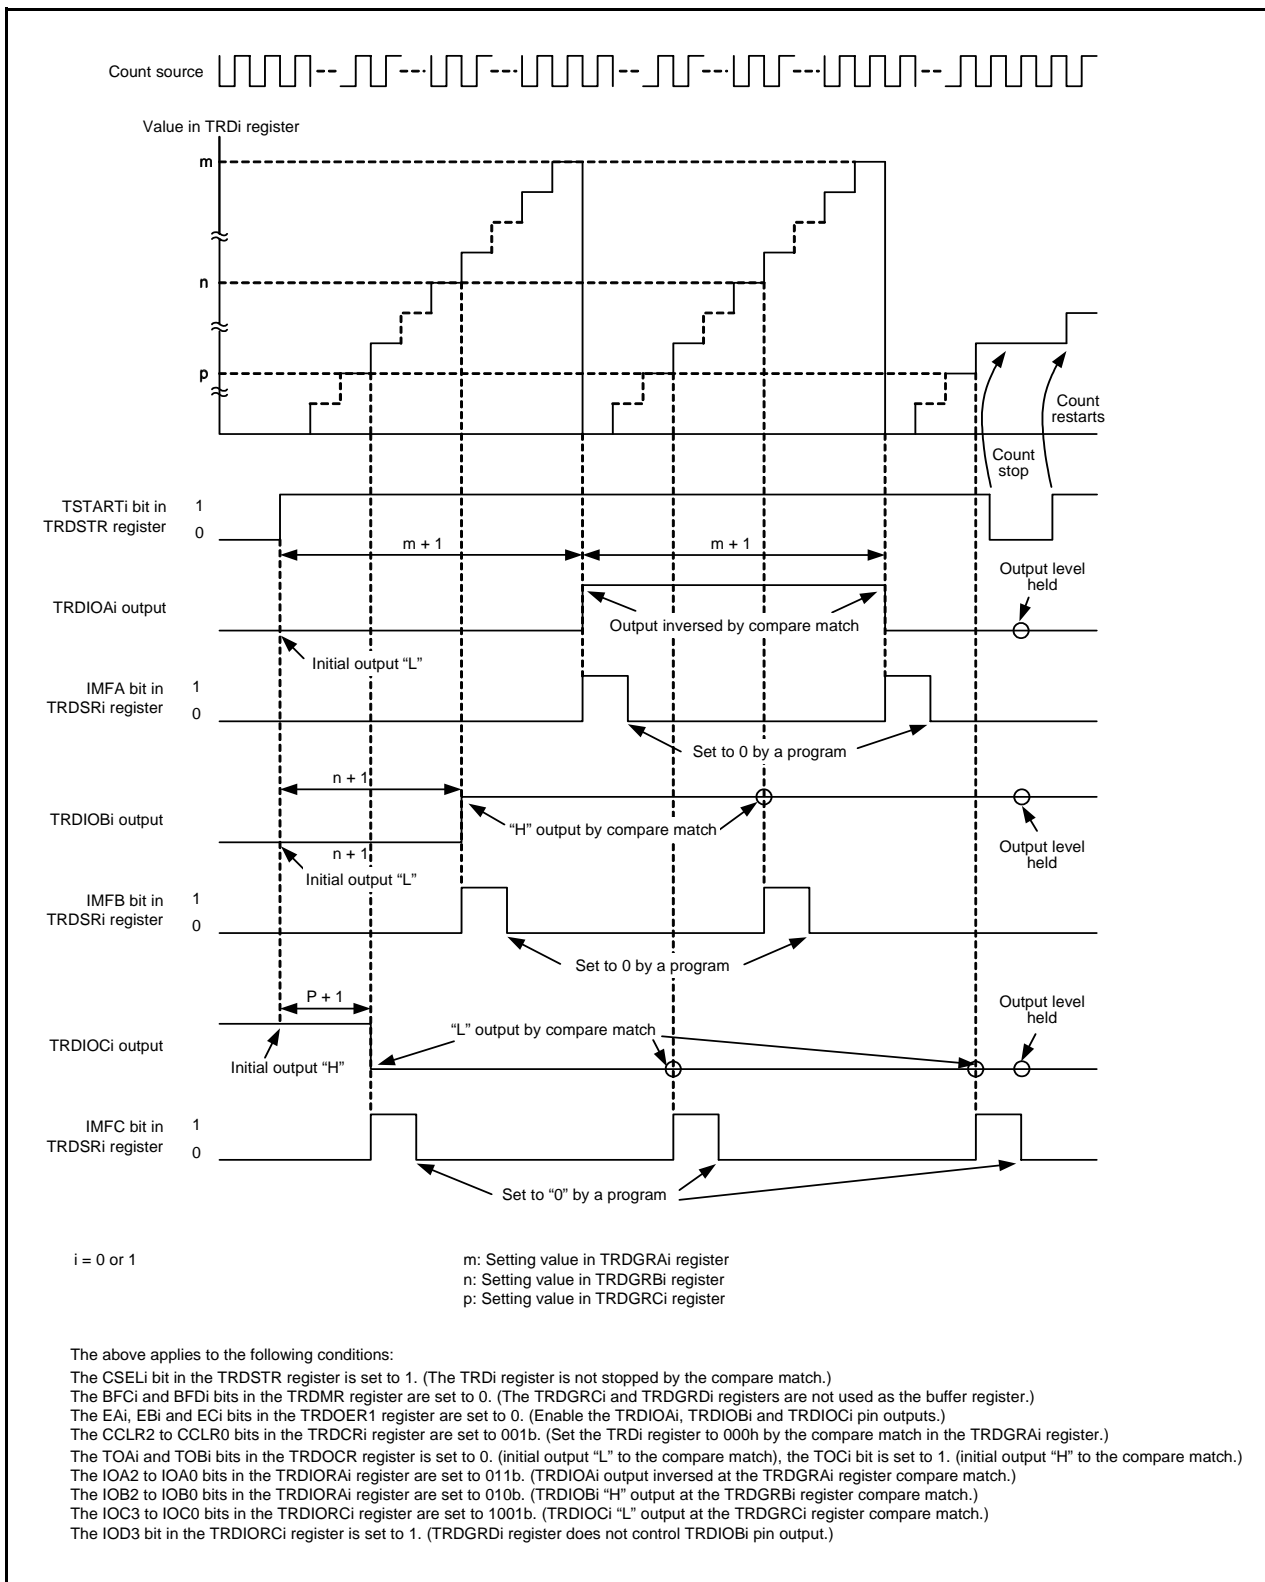 Count source
Value in TRDi register
m
n
p
Count
restarts
Count
stop
TSTARTi bit in
TRDSTR register
1
0
m + 1
m + 1
Output level
held
TRDIOAi output
Output inversed by compare match
Initial output “L”
IMFA bit in
TRDSRi register
1
0
Set to 0 by a program
n + 1
TRDIOBi output
“H” output by compare match
n + 1
Output level
held
Initial output “L”
IMFB bit in
TRDSRi register
1
0
Set to 0 by a program
P + 1
Output level
held
TRDIOCi output
“L” output by compare match
Initial output “H”
IMFC bit in
TRDSRi register
1
0
Set to “0” by a program
i = 0 or 1
m: Setting value in TRDGRAi register
n: Setting value in TRDGRBi register
p: Setting value in TRDGRCi register
The above applies to the following conditions:
The CSELi bit in the TRDSTR register is set to 1. (The TRDi register is not stopped by the compare match.)
The BFCi and BFDi bits in the TRDMR register are set to 0. (The TRDGRCi and TRDGRDi registers are not used as the buffer register.)
The EAi, EBi and ECi bits in the TRDOER1 register are set to 0. (Enable the TRDIOAi, TRDIOBi and TRDIOCi pin outputs.)
The CCLR2 to CCLR0 bits in the TRDCRi register are set to 001b. (Set the TRDi register to 000h by the compare match in the TRDGRAi register.)
The TOAi and TOBi bits in the TRDOCR register is set to 0. (initial output “L” to the compare match), the TOCi bit is set to 1. (initial output “H” to the compare match.)
The IOA2 to IOA0 bits in the TRDIORAi register are set to 011b. (TRDIOAi output inversed at the TRDGRAi register compare match.)
The IOB2 to IOB0 bits in the TRDIORAi register are set to 010b. (TRDIOBi “H” output at the TRDGRBi register compare match.)
The IOC3 to IOC0 bits in the TRDIORCi register are set to 1001b. (TRDIOCi “L” output at the TRDGRCi register compare match.)
The IOD3 bit in the TRDIORCi register is set to 1. (TRDGRDi register does not control TRDIOBi pin output.)